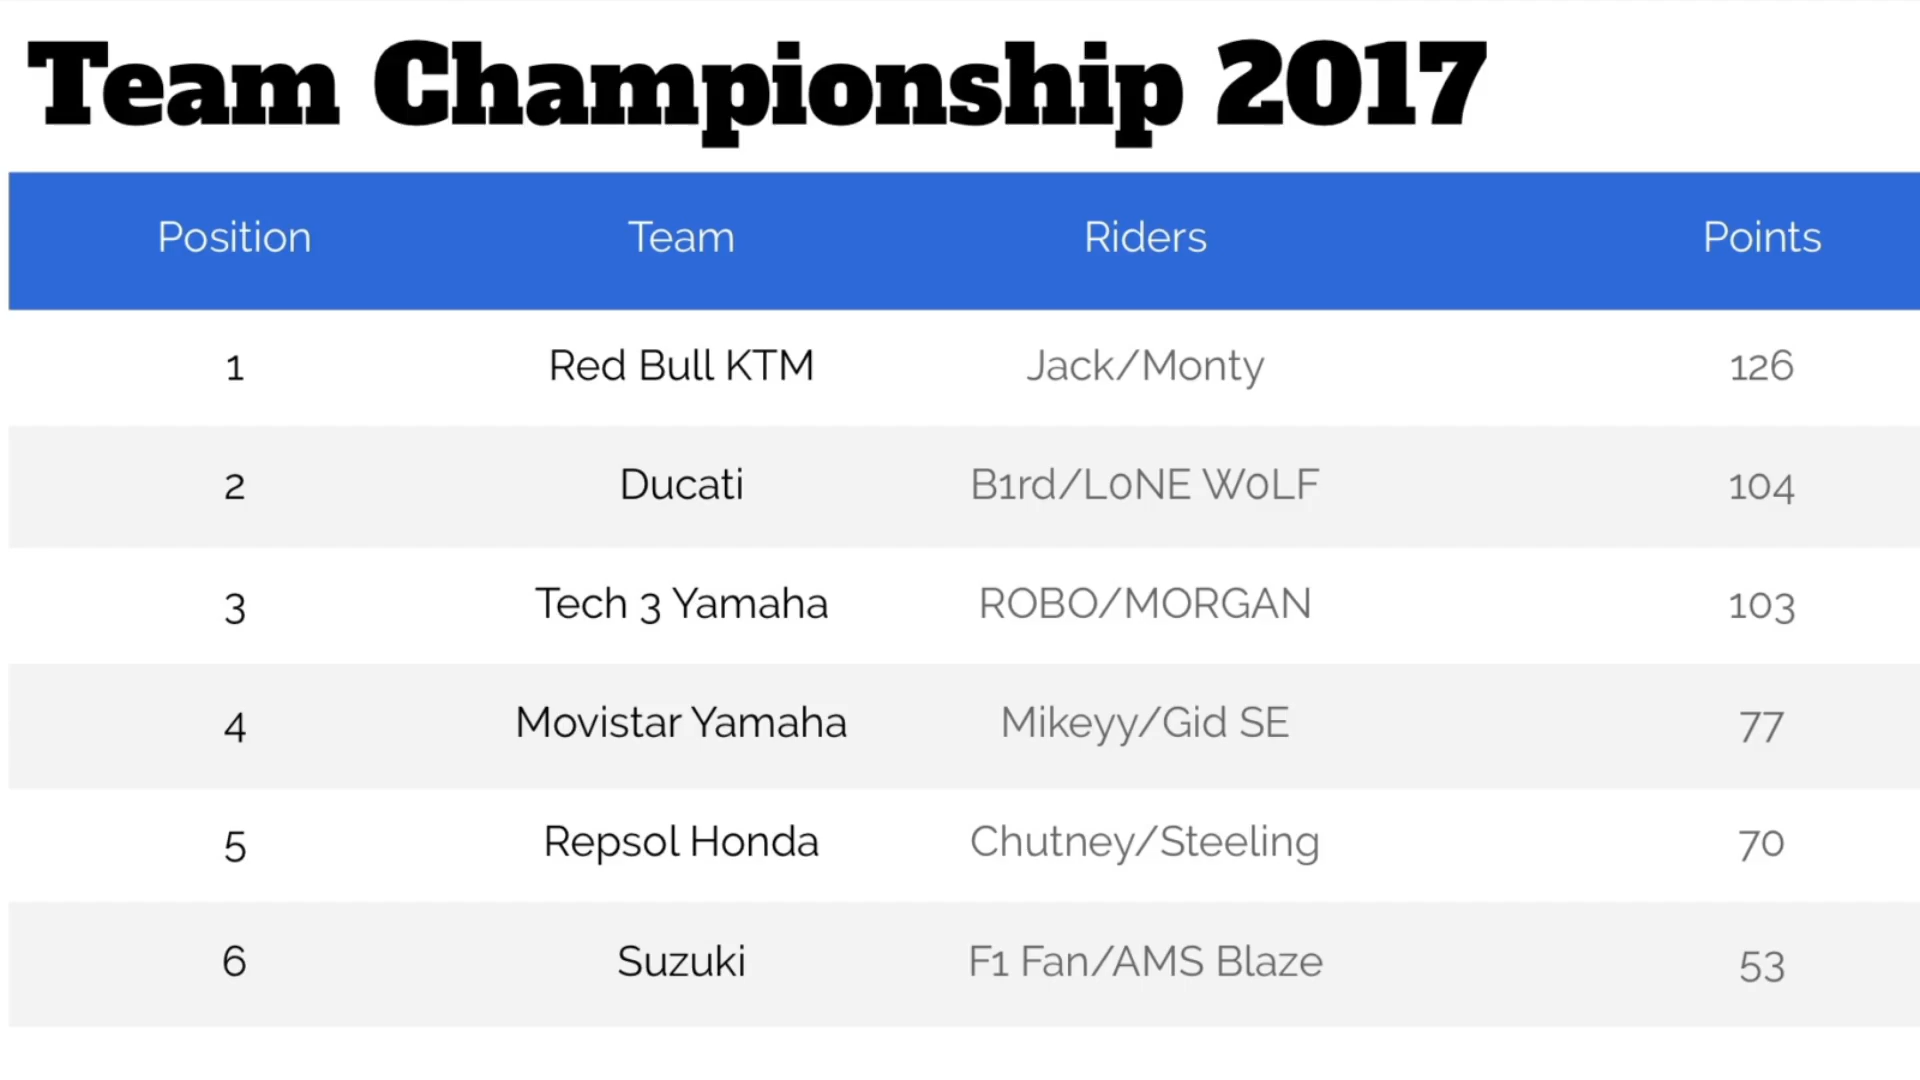 Team Championship 2017
Position Team Riders Points
1 Red Bull KTM Jack/Monty 126
2 Ducati B1rd/L0NE W0LF 104
3 Tech 3 Yamaha ROBO/MORGAN 103
4 Movistar Yamaha Mikeyy/Gid SE 77
5 Repsol Honda Chutney/Steeling 70
6 Suzuki F1 Fan/AMS Blaze 53